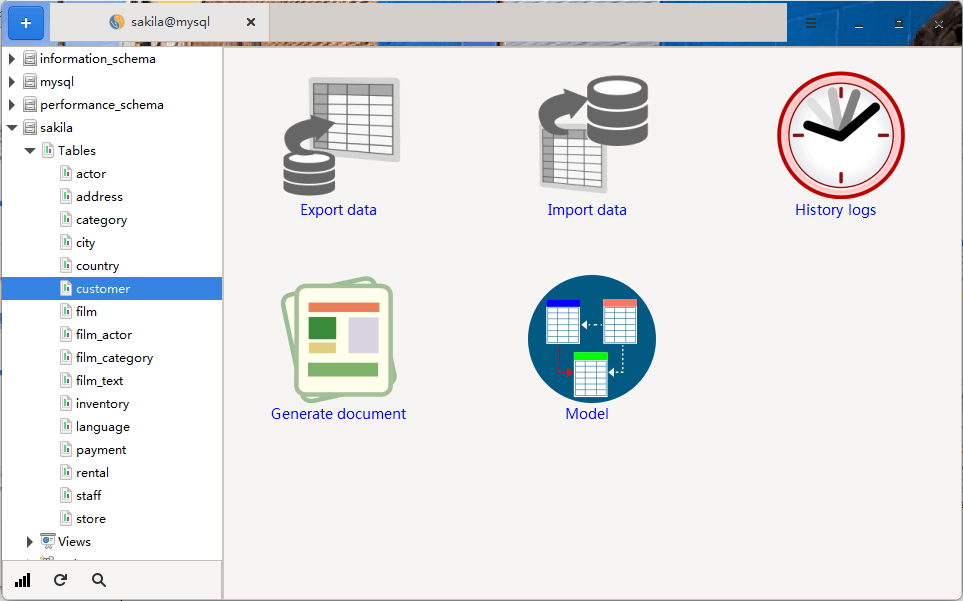 sakila@mysql
information_schema
mysql
performance_schema
sakila
Tables
actor
address
category
city
country
customer
film
film_actor
film_category
film_text
inventory
language
payment
rental
staff
store
Views
Export data
Import data
History logs
Generate document
Model